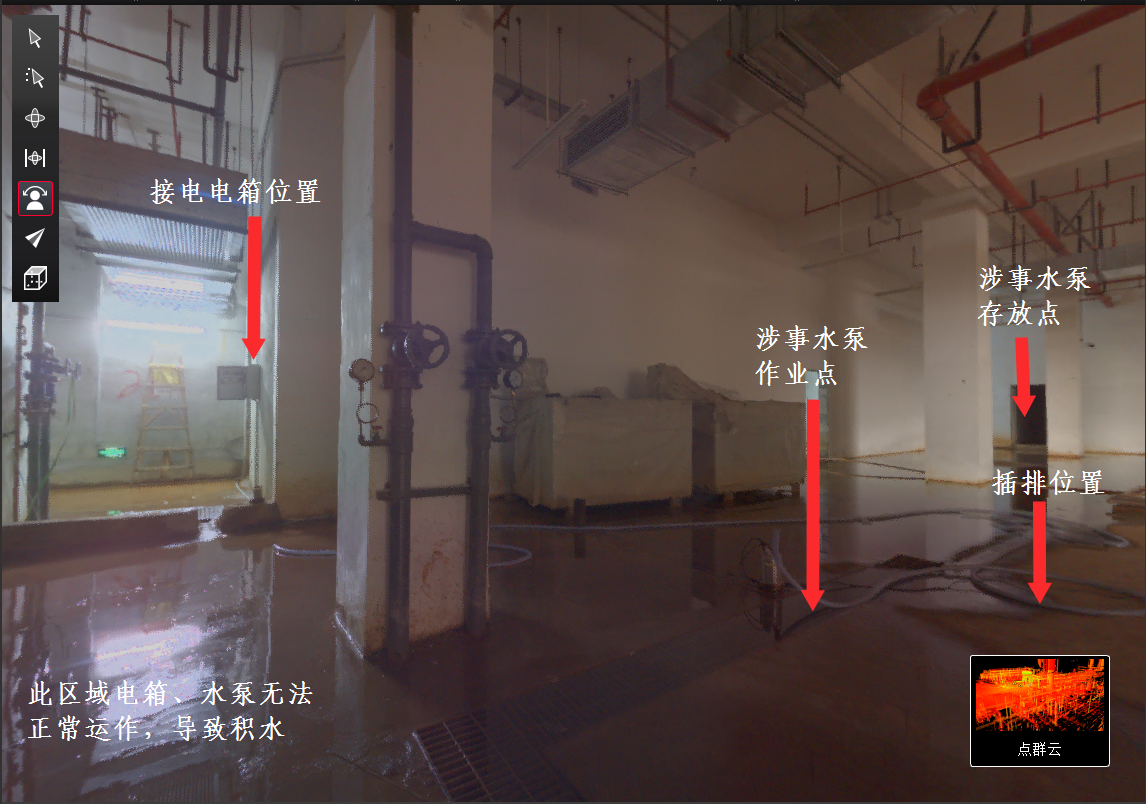 接电电箱位置
涉事水泵
存放点
涉事水泵
作业点
插排位置
此区域电箱、水泵无法
正常运作，导致积水
点群云